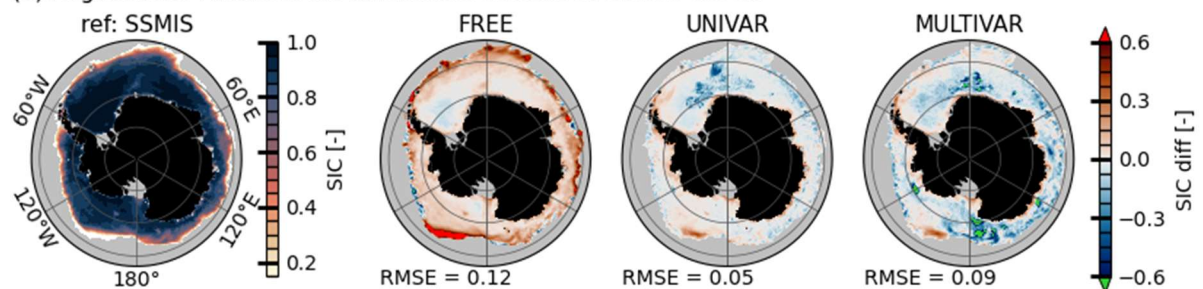 ref: SSMIS
FREE
UNIVAR
MULTIVAR
60°W
60°E
120°W
120°E
180°
1.0
0.8
0.6
0.4
0.2
SIC [-]
RMSE = 0.12
RMSE = 0.05
RMSE = 0.09
0.6
0.3
0.0
−0.3
−0.6
SIC diff [-]